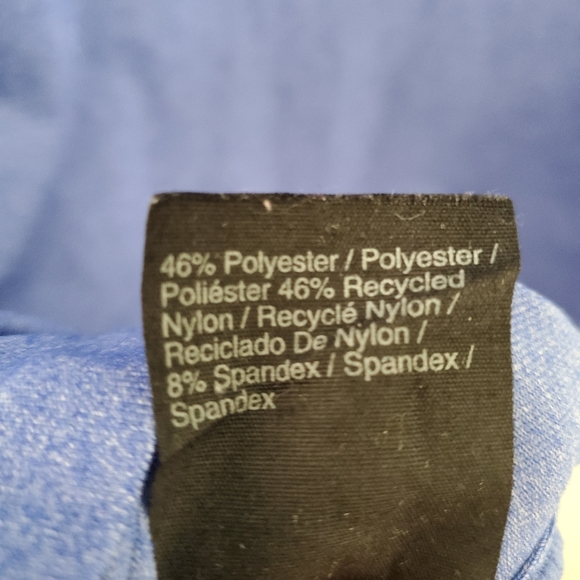 46% Polyester / Polyester /
Poliéster 46% Recycled
Nylon / Recyclé Nylon /
Reciclado De Nylon /
8% Spandex / Spandex /
Spandex